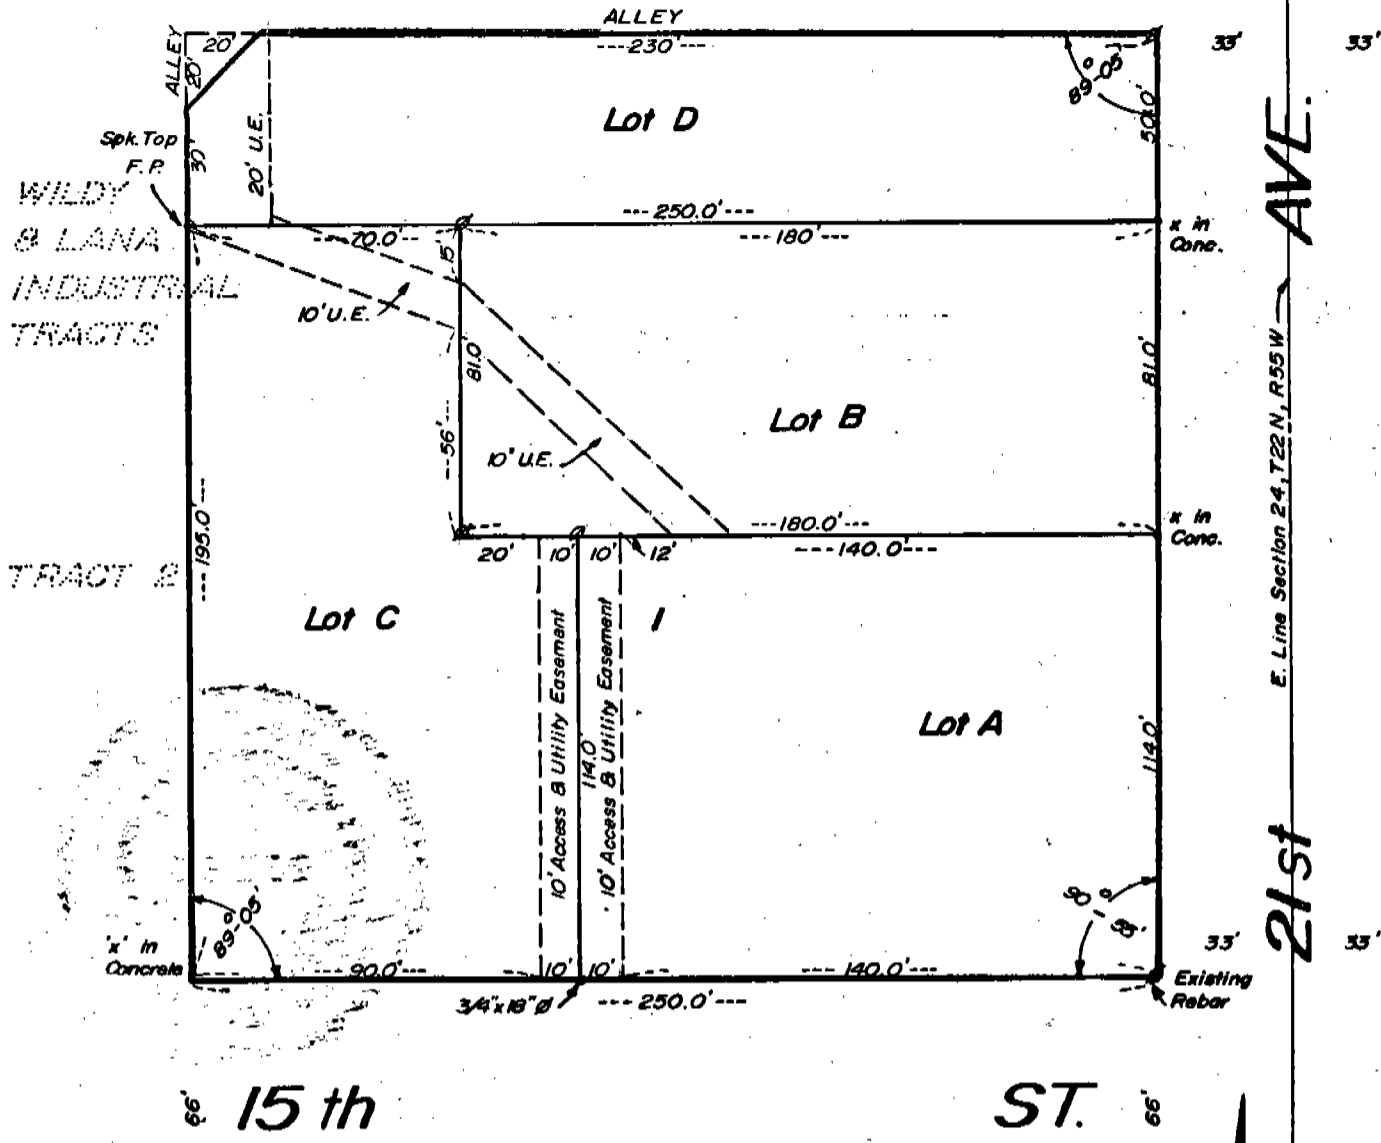 ALLEY
---230'---
ALLEY
20'
20'
33'
33'
89°-05'
50.0'
Lot D
20' U.E.
30'
Spk. Top
F.P.
AVE.
WILDY
& LANA
INDUSTRIAL
TRACTS
---250.0'---
---70.0'---
---180'---
x in
Conc.
15'
10' U.E.
81.0'
81.0'
Lot B
---56'---
10' U.E.
E. Line Section 24, T22N, R55W
---195.0'---
---180.0'---
x in
Conc.
20'
10'
10'
12'
---140.0'---
TRACT 2
Lot C
1
10' Access & Utility Easement
114.0'
10' Access & Utility Easement
Lot A
114.0'
21st
89°-05'
33'
33'
'x' in
Concrete
---90.0'---
10'
10'
---140.0'---
Existing
Rebar
3/4"x18"ø
---250.0'---
66'
15 th
ST.
66'